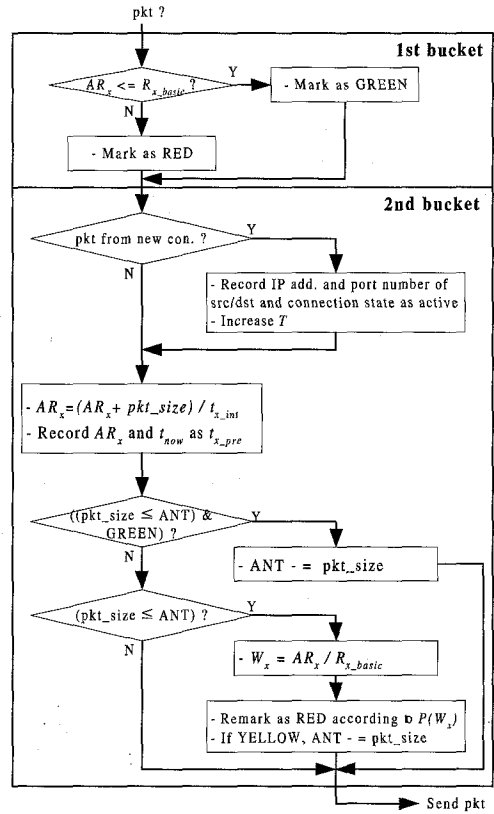 pkt ?
1st bucket
AR_x <= R_x_basic ?
Y
- Mark as GREEN
N
- Mark as RED
2nd bucket
pkt from new con. ?
Y
N
- Record IP add. and port number of
src/dst and connection state as active
- Increase T
- AR_x=(AR_x+ pkt_size) / t_x_int
- Record AR_x and t_now as t_x_pre
((pkt_size ≤ ANT) &
GREEN) ?
Y
N
- ANT - = pkt_size
(pkt_size ≤ ANT) ?
Y
N
- W_x = AR_x / R_x_basic
- Remark as RED according to P(W_x)
- If YELLOW, ANT - = pkt_size
Send pkt